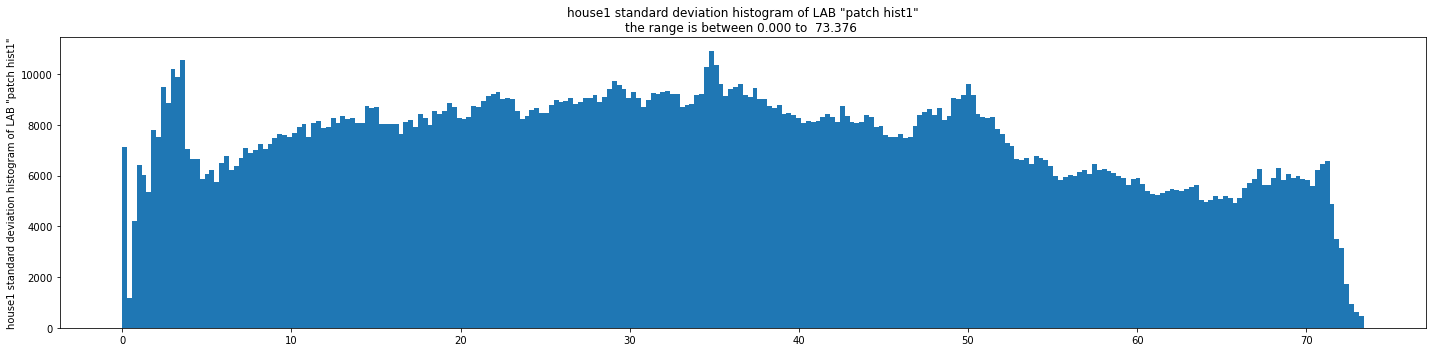 house1 standard deviation histogram of LAB "patch hist1"
the range is between 0.000 to  73.376
house1 standard deviation histogram of LAB "patch hist1"
10000
8000
6000
4000
2000
0
0 10 20 30 40 50 60 70